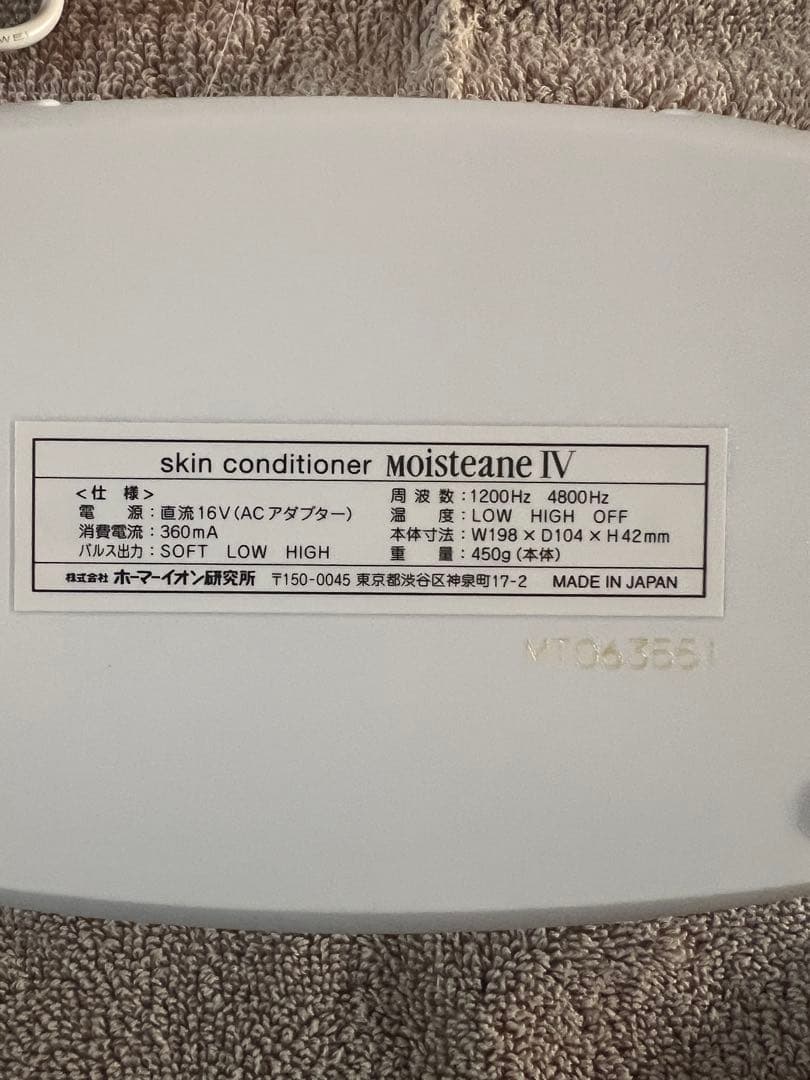 skin conditioner Moisteane IV
＜仕 様＞
電 源：直流16V(ACアダプター)
消費電流：360mA
パルス出力：SOFT LOW HIGH
周 波 数：1200Hz 4800Hz
温 度：LOW HIGH OFF
本体寸法：W198×D104×H42mm
重 量：450g(本体)
株式会社 ホーマーイオン研究所 〒150-0045 東京都渋谷区神泉町17-2 MADE IN JAPAN